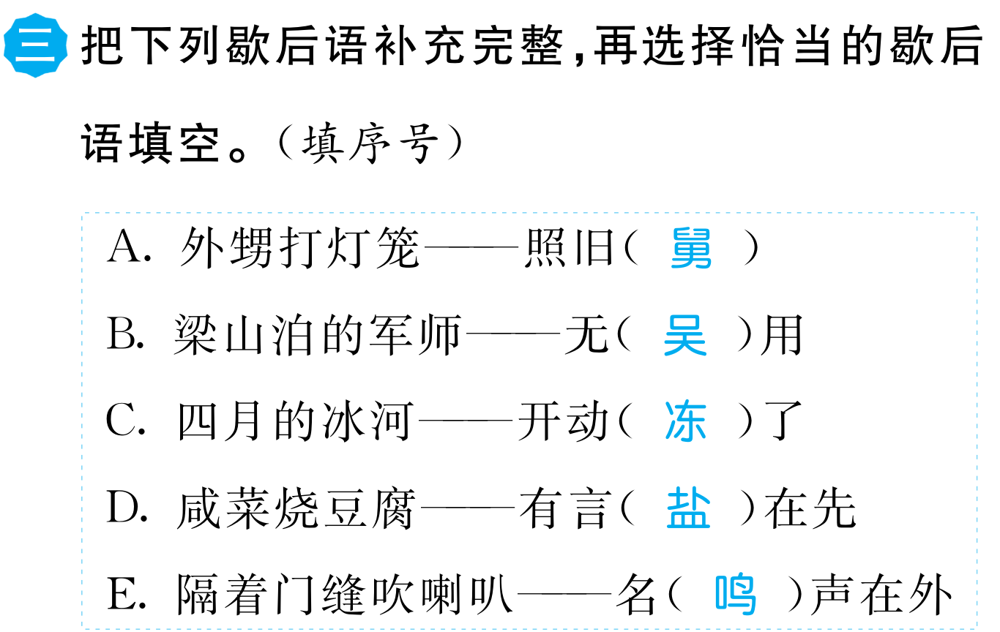 三 把下列歇后语补充完整,再选择恰当的歇后
语填空。(填序号)
A. 外甥打灯笼——照旧( 舅 )
B. 梁山泊的军师——无( 吴 )用
C. 四月的冰河——开动( 冻 )了
D. 咸菜烧豆腐——有言( 盐 )在先
E. 隔着门缝吹喇叭——名( 鸣 )声在外